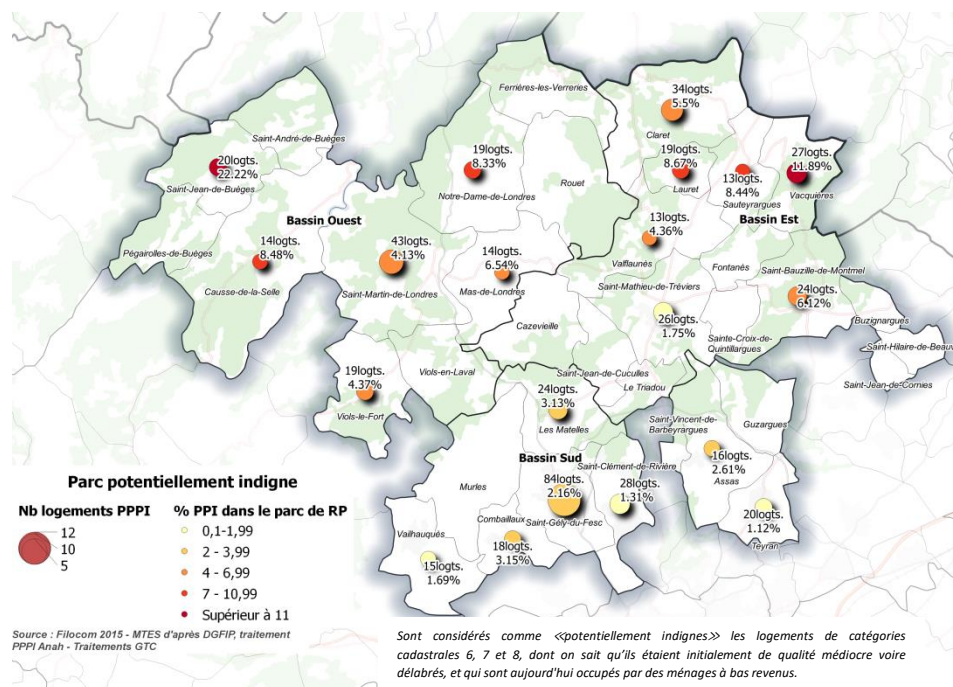 Ferrières-les-Verreries
34logts.
5.5%
Claret
Saint-André-de-Buèges
20logts.
22.22%
Saint-Jean-de-Buèges
19logts.
8.33%
Notre-Dame-de-Londres
Rouet
19logts.
8.67%
Lauret
13logts.
8.44%
Sauteyrargues
27logts.
11.89%
Vacquières
Bassin Ouest
Bassin Est
13logts.
4.36%
Valflaunès
Pégairolles-de-Buèges
14logts.
8.48%
Causse-de-la-Selle
43logts.
4.13%
Saint-Martin-de-Londres
14logts.
6.54%
Mas-de-Londres
Fontanès
Saint-Bauzille-de-Montmel
24logts.
6.12%
Saint-Mathieu-de-Tréviers
26logts.
1.75%
Cazevieille
Sainte-Croix-de-
Quintillargues
Buzignargues
Saint-Hilaire-de-Beauv
Saint-Jean-de-Cornies
19logts.
4.37%
Viols-le-Fort
Viols-en-Laval
Saint-Jean-de-Cuculles
Le Triadou
24logts.
3.13%
Les Matelles
Saint-Vincent-de-
Barbeyrargues
Guzargues
16logts.
2.61%
Assas
Bassin Sud
Saint-Clément-de-Rivière
84logts.
2.16%
Saint-Gély-du-Fesc
28logts.
1.31%
Murles
Combaillaux
18logts.
3.15%
Vailhauquès
15logts.
1.69%
20logts.
1.12%
Teyran
Parc potentiellement indigne
Nb logements PPPI
12
10
5
% PPI dans le parc de RP
0,1-1,99
2 - 3,99
4 - 6,99
7 - 10,99
Supérieur à 11
Source : Filocom 2015 - MTES d'après DGFIP, traitement
PPPI Anah - Traitements GTC
Sont considérés comme «potentiellement indignes» les logements de catégories
cadastrales 6, 7 et 8, dont on sait qu'ils étaient initialement de qualité médiocre voire
délabrés, et qui sont aujourd'hui occupés par des ménages à bas revenus.